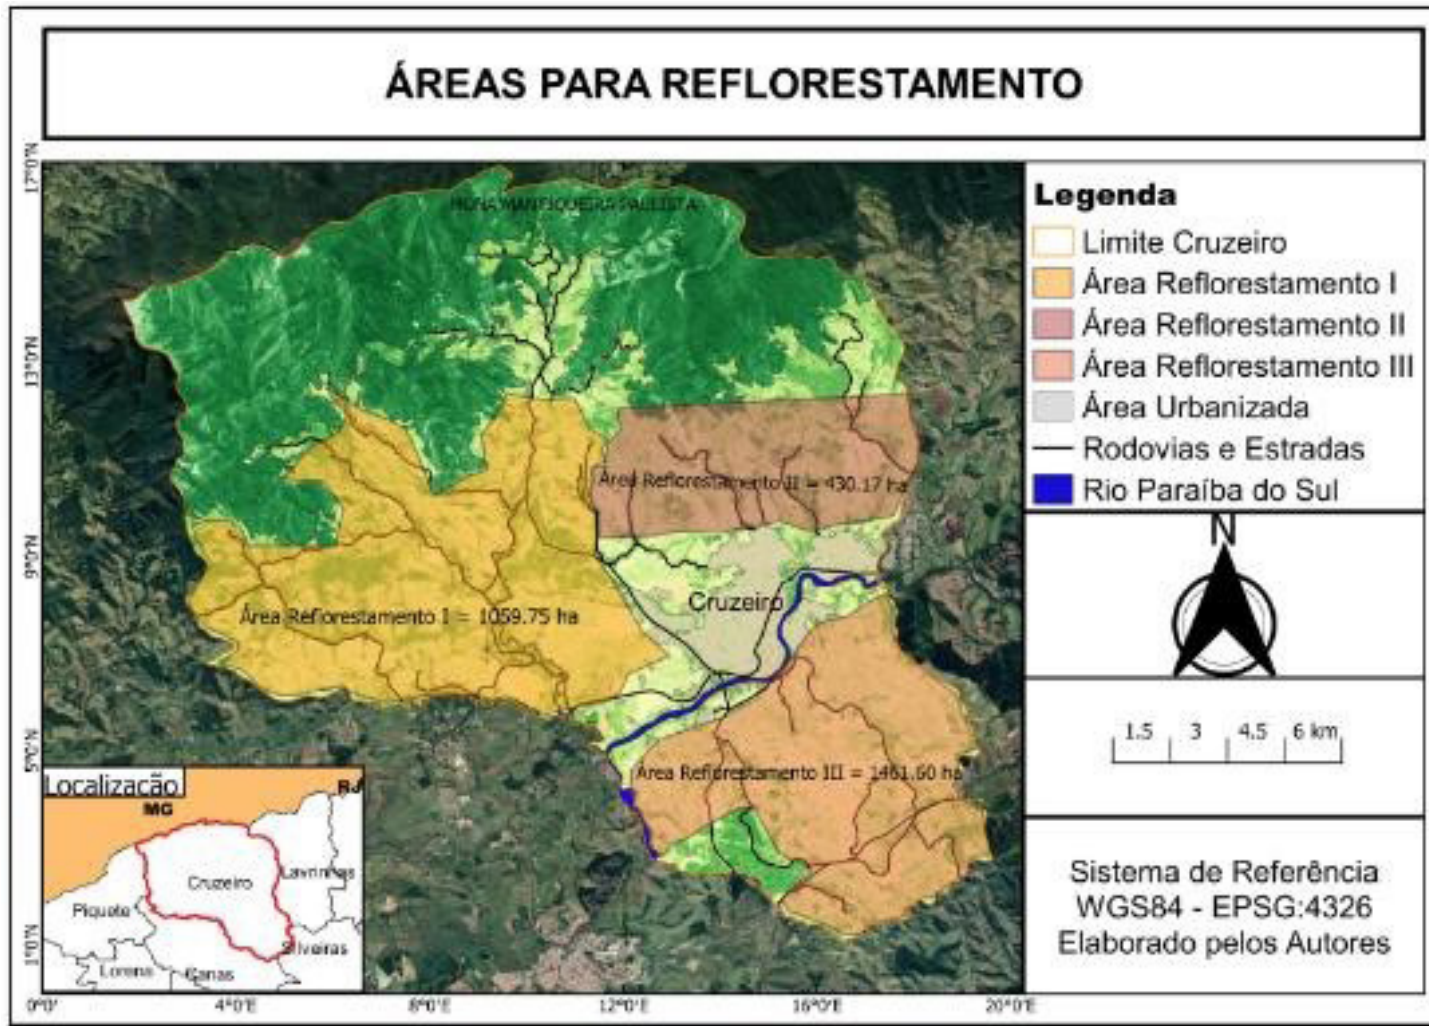 ÁREAS PARA REFLORESTAMENTO
17°0'N
13°0'N
9°0'N
5°0'N
1°0'N
0°0'
4°0'E
8°0'E
12°0'E
16°0'E
20°0'E
MONA MANTIQUEIRA PAULISTA
Área Reflorestamento II = 430.17 ha
Cruzeiro
Área Reflorestamento I = 1059.75 ha
Área Reflorestamento III = 1461.60 ha
Localização
MG
RJ
Cruzeiro
Lavrinhas
Piquete
Silveiras
Lorena
Canas
Legenda
Limite Cruzeiro
Área Reflorestamento I
Área Reflorestamento II
Área Reflorestamento III
Área Urbanizada
Rodovias e Estradas
Rio Paraíba do Sul
N
1.5 3 4.5 6 km
Sistema de Referência
WGS84 - EPSG:4326
Elaborado pelos Autores